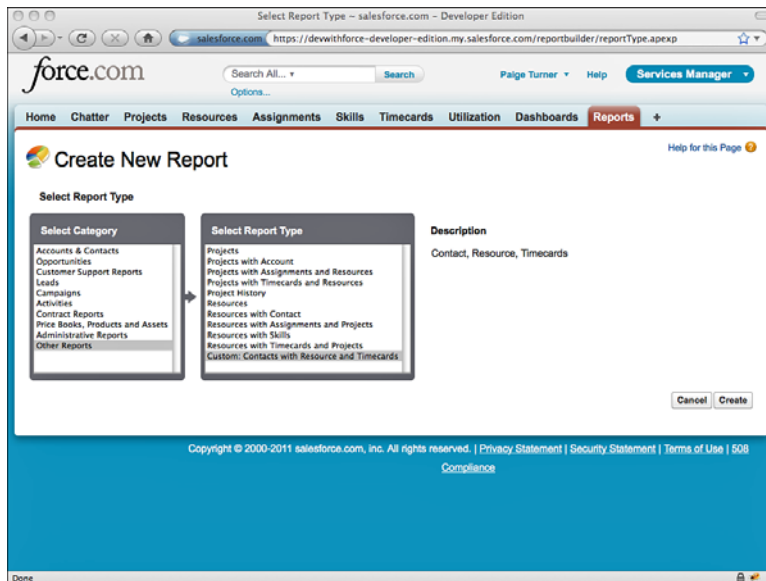 Select Report Type ~ salesforce.com - Developer Edition
salesforce.com https://devwithforce-developer-edition.my.salesforce.com/reportbuilder/reportType.apexp
force.com
Search All...
Search
Options...
Paige Turner
Help
Services Manager
Home Chatter Projects Resources Assignments Skills Timecards Utilization Dashboards Reports +
Help for this Page ?
Create New Report
Select Report Type
Select Category
Accounts & Contacts
Opportunities
Customer Support Reports
Leads
Campaigns
Activities
Contract Reports
Price Books, Products and Assets
Administrative Reports
Other Reports
Select Report Type
Projects
Projects with Account
Projects with Assignments and Resources
Projects with Timecards and Resources
Project History
Resources
Resources with Contact
Resources with Assignments and Projects
Resources with Skills
Resources with Timecards and Projects
Custom: Contacts with Resource and Timecards
Description
Contact, Resource, Timecards
Cancel Create
Copyright © 2000-2011 salesforce.com, inc. All rights reserved. | Privacy Statement | Security Statement | Terms of Use | 508
Compliance
Done